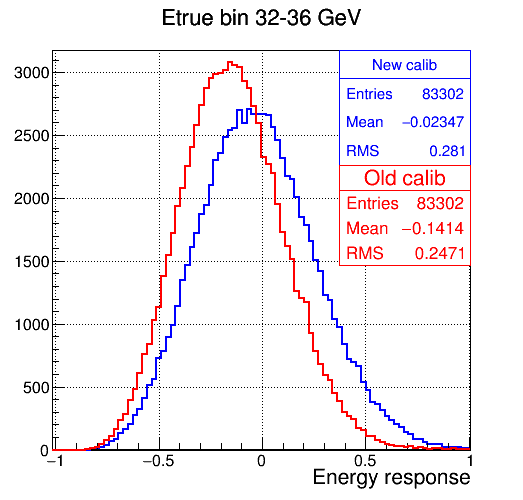 Etrue bin 32-36 GeV
New calib
Entries 83302
Mean −0.02347
RMS 0.281
Old calib
Entries 83302
Mean −0.1414
RMS 0.2471
3000
2500
2000
1500
1000
500
0
−1 −0.5 0 0.5 1
Energy response